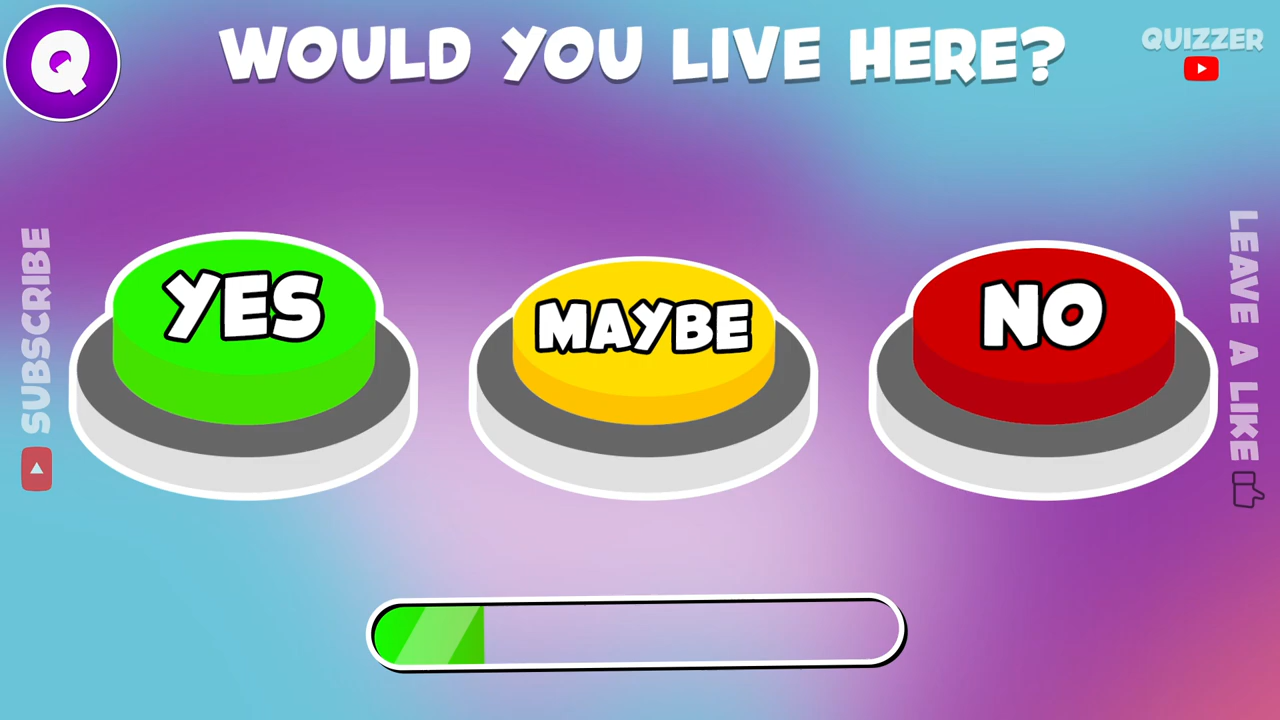 Q
WOULD YOU LIVE HERE?
QUIZZER
SUBSCRIBE
YES
MAYBE
NO
LEAVE A LIKE